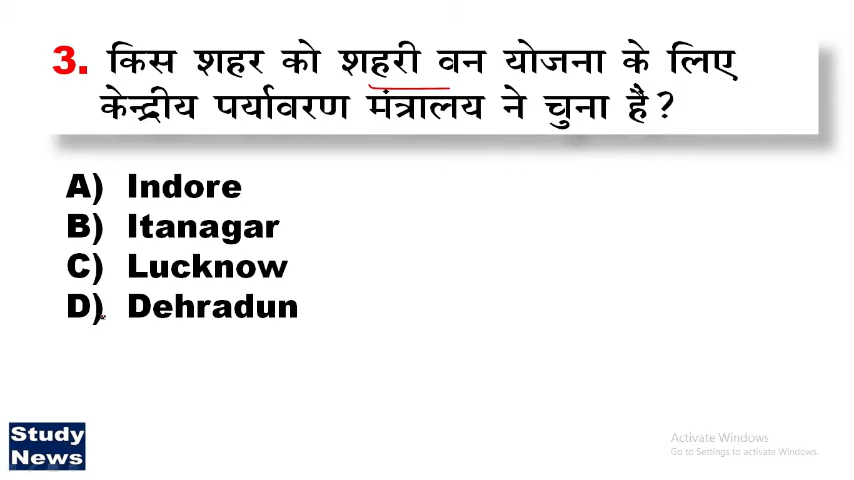 3. किस शहर को शहरी वन योजना के लिए
केन्द्रीय पर्यावरण मंत्रालय ने चुना हैं?
A) Indore
B) Itanagar
C) Lucknow
D) Dehradun
Study
News
Activate Windows
Go to Settings to activate Windows.